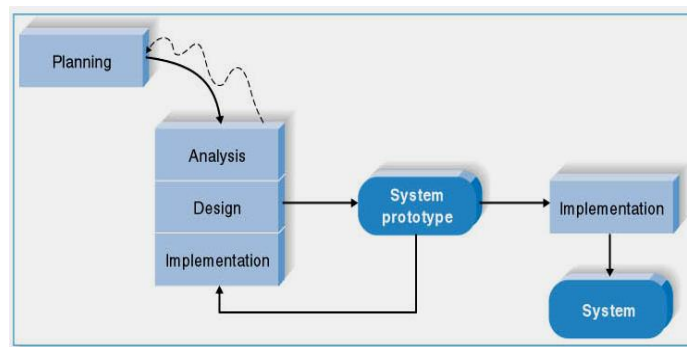 Planning
Analysis
Design
Implementation
System
prototype
Implementation
System